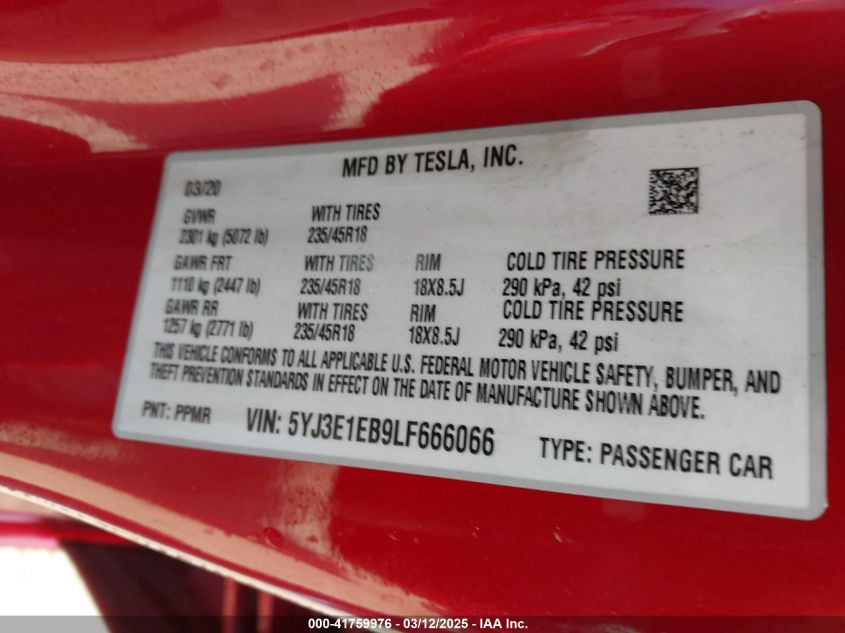 MFD BY TESLA, INC.
03/20
GVWR WITH TIRES
2301 kg (5072 lb) 235/45R18
GAWR FRT WITH TIRES RIM COLD TIRE PRESSURE
1110 kg (2447 lb) 235/45R18 18X8.5J 290 kPa, 42 psi
GAWR RR WITH TIRES RIM COLD TIRE PRESSURE
1257 kg (2771 lb) 235/45R18 18X8.5J 290 kPa, 42 psi
THIS VEHICLE CONFORMS TO ALL APPLICABLE U.S. FEDERAL MOTOR VEHICLE SAFETY, BUMPER, AND
THEFT PREVENTION STANDARDS IN EFFECT ON THE DATE OF MANUFACTURE SHOWN ABOVE.
PNT: PPMR VIN: 5YJ3E1EB9LF666066 TYPE: PASSENGER CAR
000-41759976 - 03/12/2025 - IAA Inc.